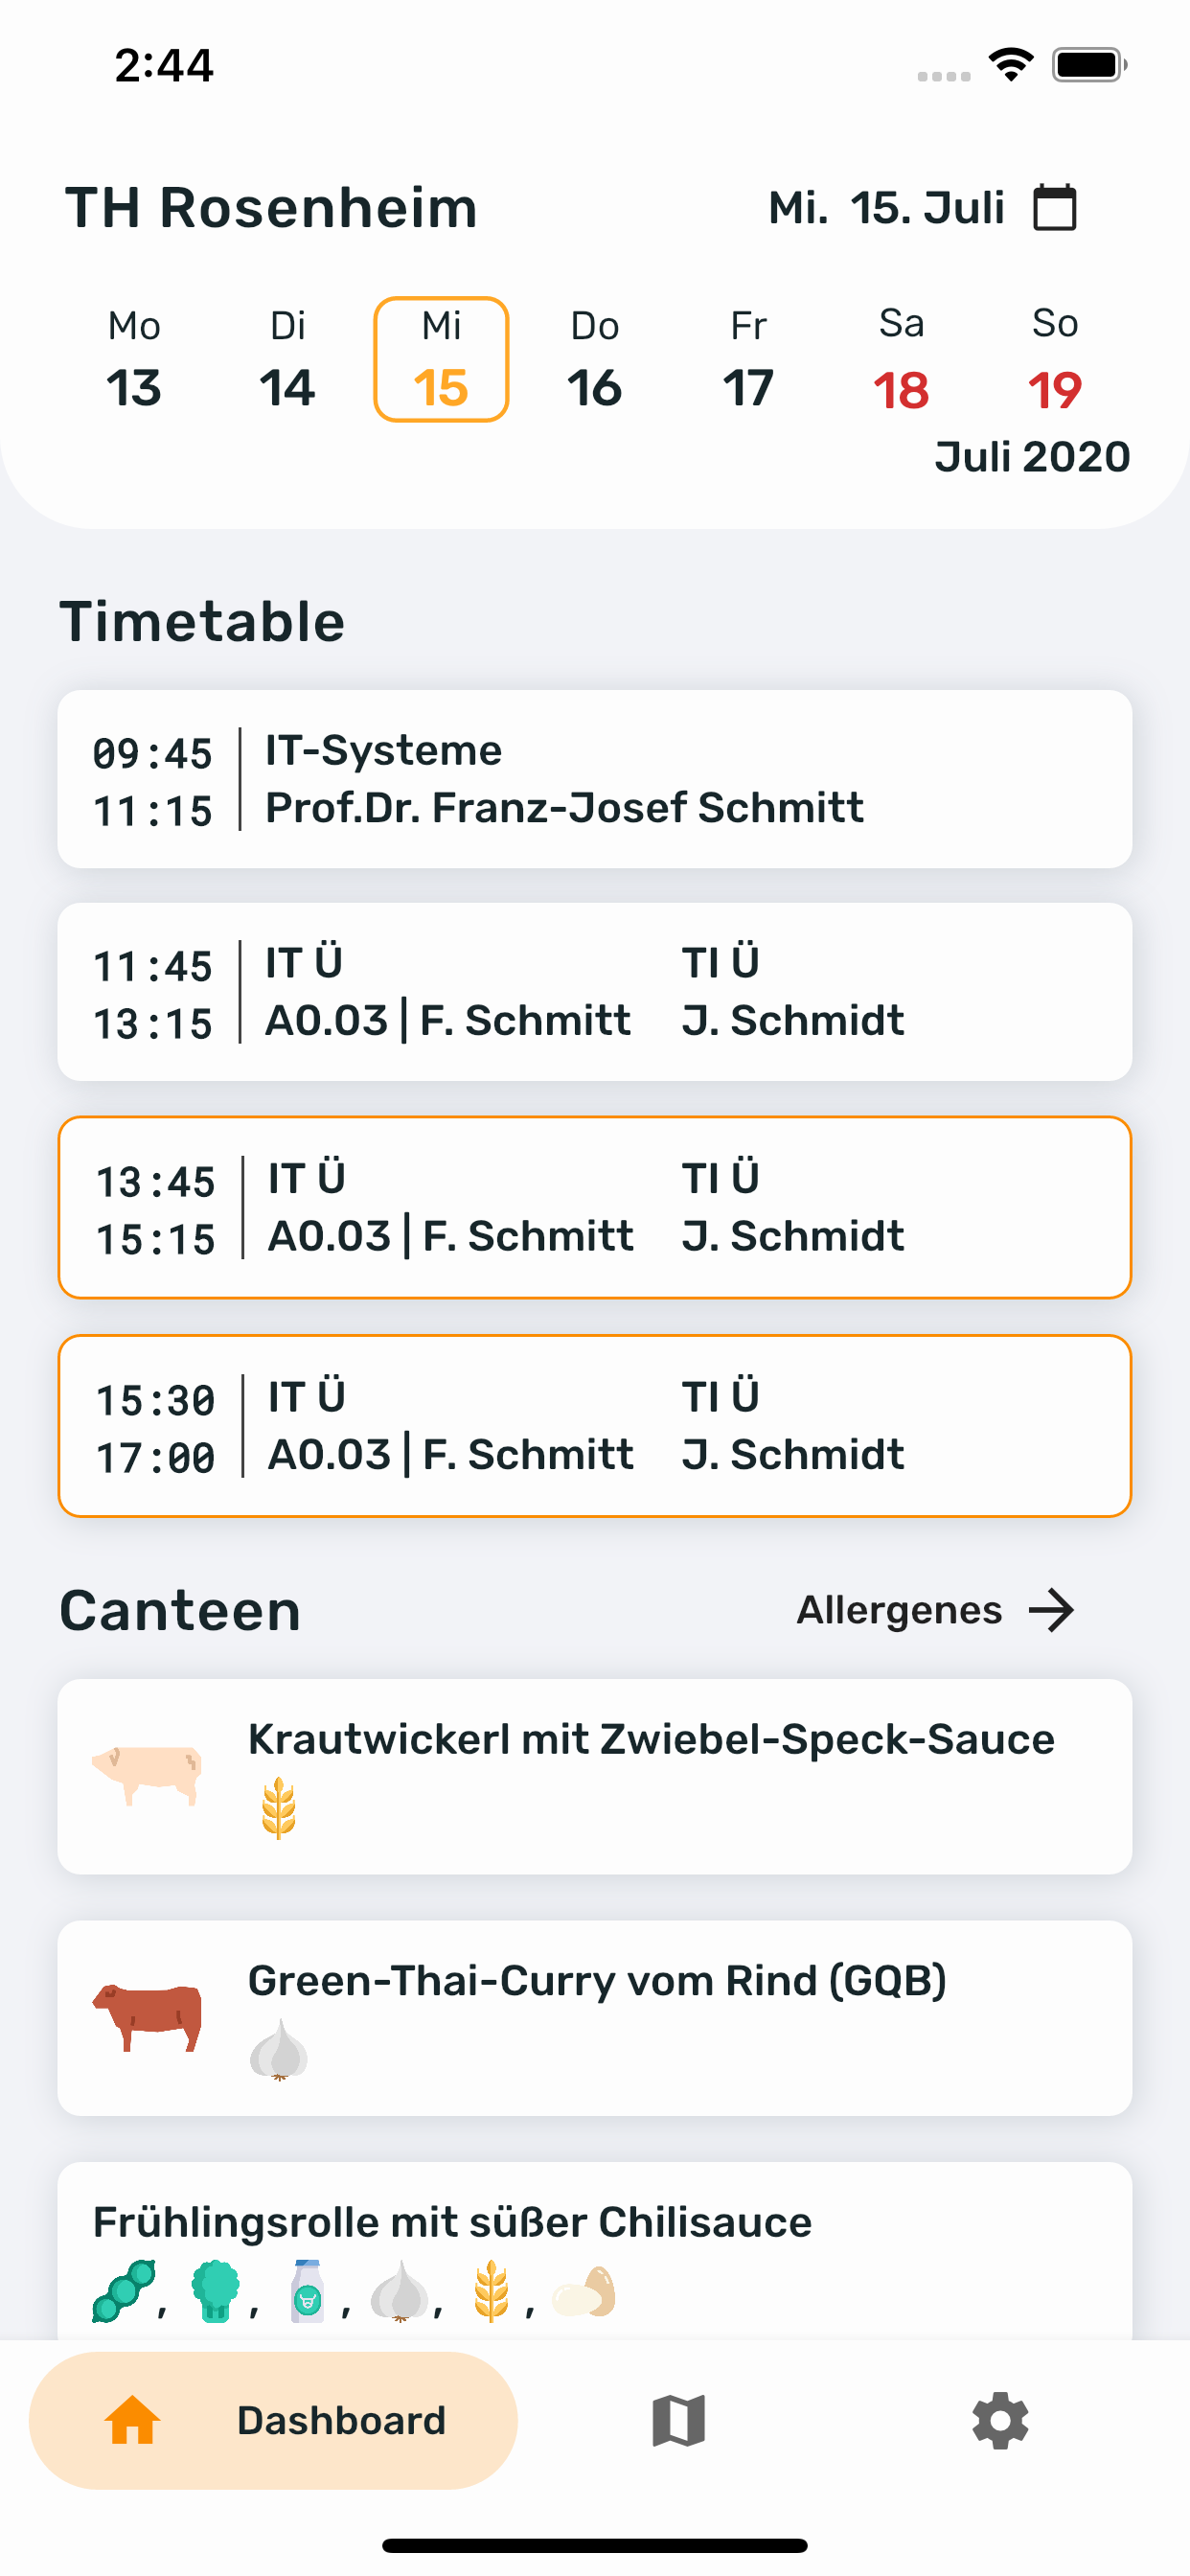 2:44
TH Rosenheim Mi. 15. Juli
Mo Di Mi Do Fr Sa So
13 14 15 16 17 18 19
Juli 2020
Timetable
09:45 IT-Systeme
11:15 Prof.Dr. Franz-Josef Schmitt
11:45 IT Ü TI Ü
13:15 A0.03 | F. Schmitt J. Schmidt
13:45 IT Ü TI Ü
15:15 A0.03 | F. Schmitt J. Schmidt
15:30 IT Ü TI Ü
17:00 A0.03 | F. Schmitt J. Schmidt
Canteen Allergenes
Krautwickerl mit Zwiebel-Speck-Sauce
Green-Thai-Curry vom Rind (GQB)
Frühlingsrolle mit süßer Chilisauce
, , , , ,
Dashboard